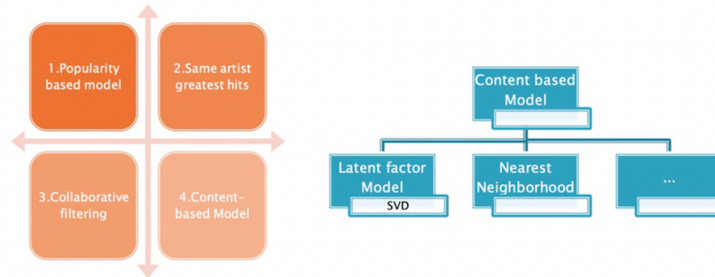 1.Popularity
based model
2.Same artist
greatest hits
3.Collaborative
filtering
4.Content-
based Model
Content based
Model
Latent factor
Model
SVD
Nearest
Neighborhood
...